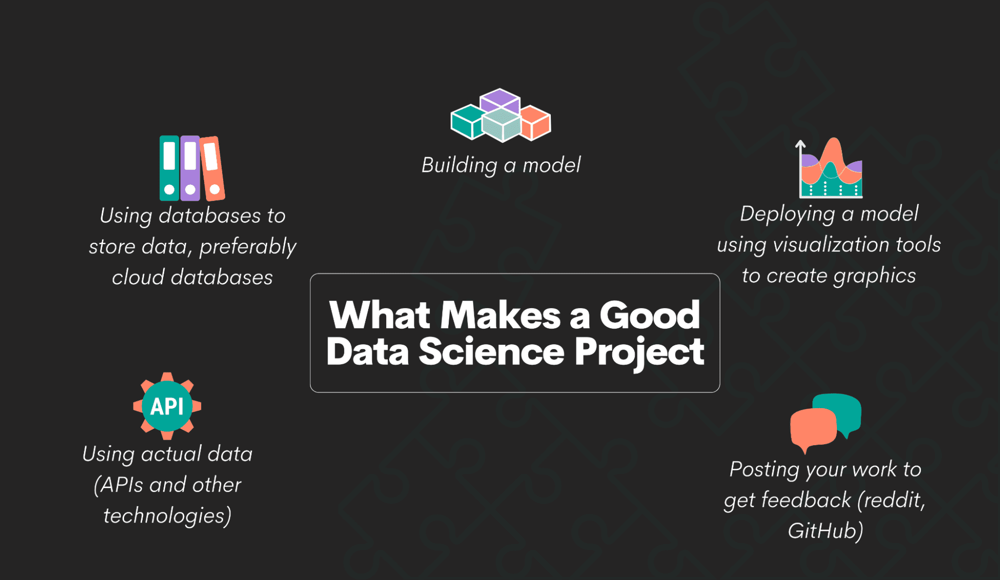 Building a model
Using databases to
store data, preferably
cloud databases
Deploying a model
using visualization tools
to create graphics
What Makes a Good
Data Science Project
API
Using actual data
(APIs and other
technologies)
Posting your work to
get feedback (reddit,
GitHub)